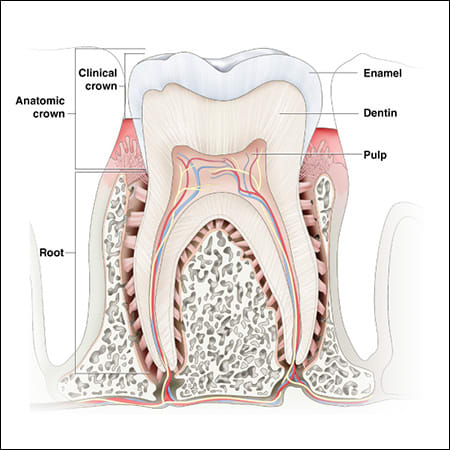 Clinical
crown
Anatomic
crown
Root
Enamel
Dentin
Pulp